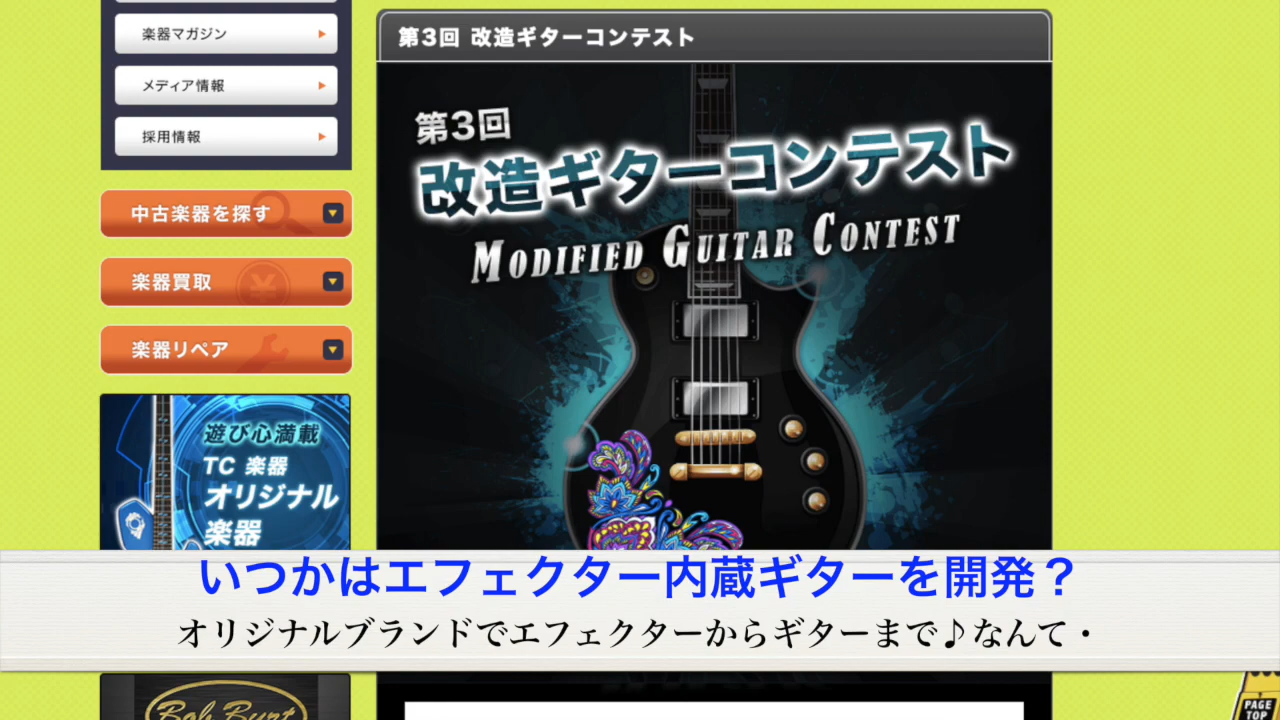 楽器マガジン
メディア情報
採用情報
中古楽器を探す
楽器買取
楽器リペア
遊び心満載
TC 楽器
オリジナル
楽器
第3回 改造ギターコンテスト
第3回
改造ギターコンテスト
MODIFIED GUITAR CONTEST
いつかはエフェクター内蔵ギターを開発？
オリジナルブランドでエフェクターからギターまで♪なんて・
Bob Burt
PAGE
TOP